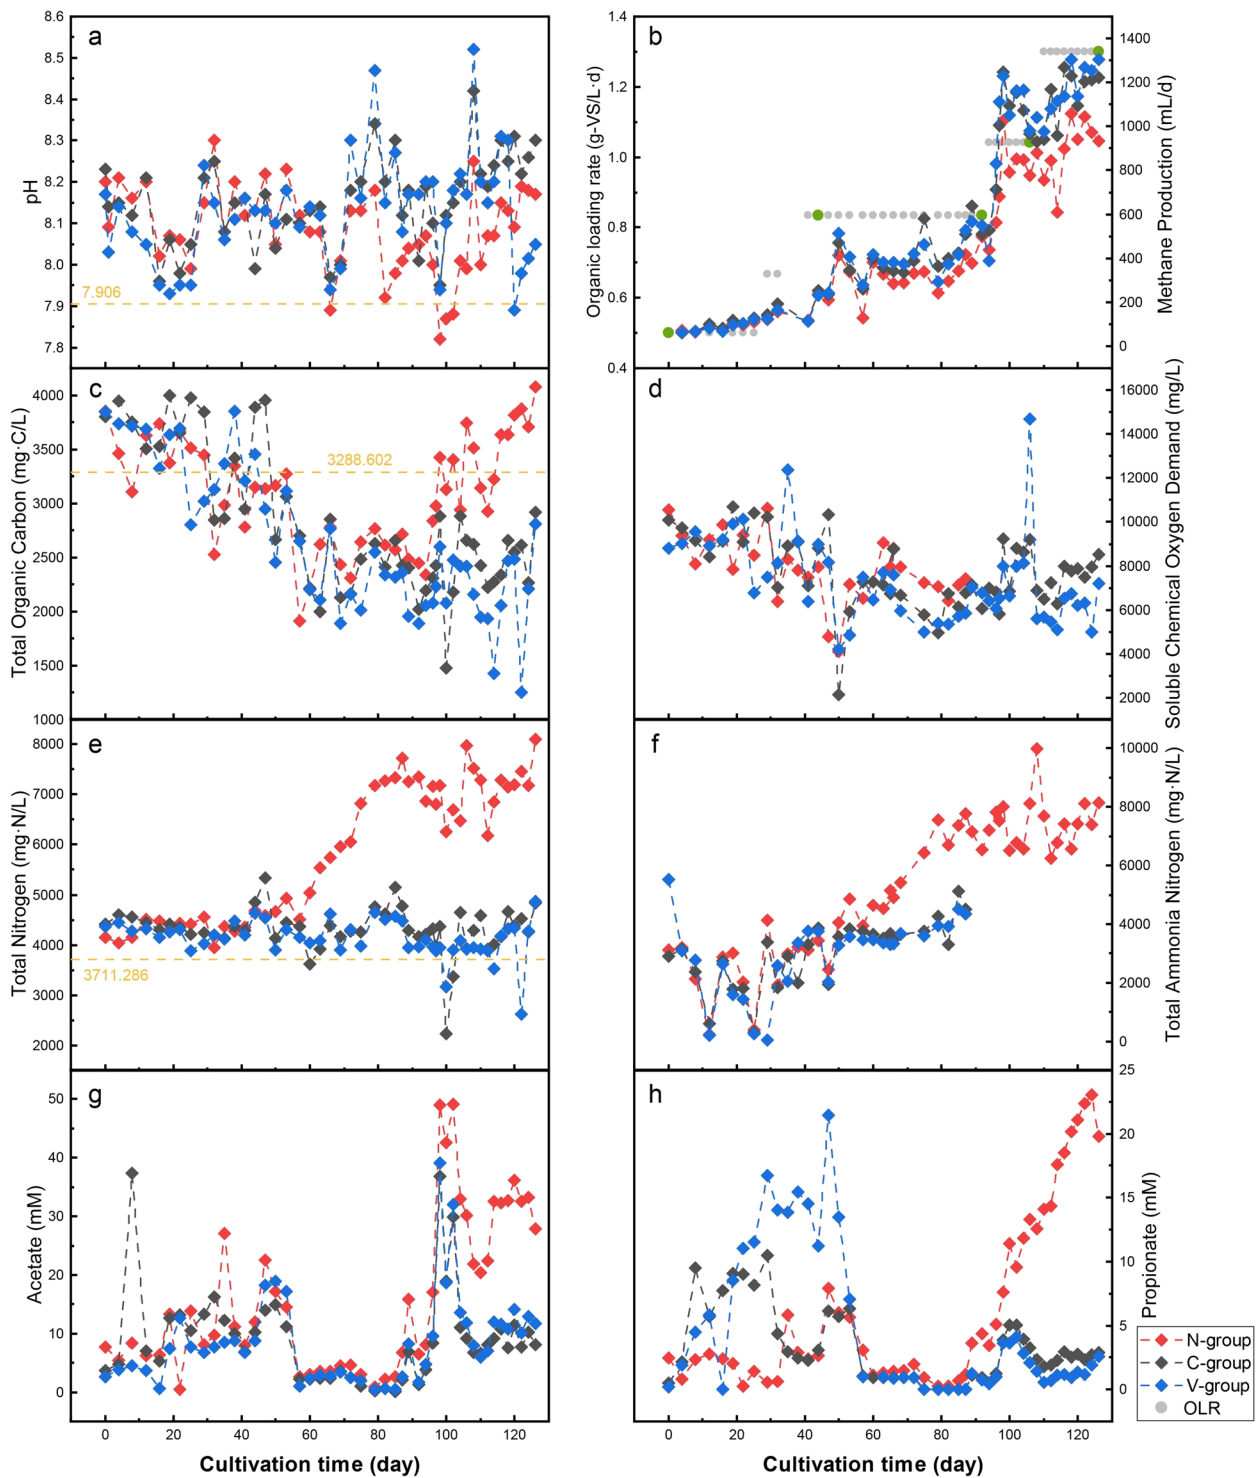 a
pH
8.6
8.5
8.4
8.3
8.2
8.1
8.0
7.9
7.8
7.906
b
Organic loading rate (g-VS/L·d)
1.4
1.2
1.0
0.8
0.6
0.4
Methane Production (mL/d)
1400
1200
1000
800
600
400
200
0
c
Total Organic Carbon (mg·C/L)
4000
3500
3000
2500
2000
1500
1000
3288.602
d
Soluble Chemical Oxygen Demand (mg/L)
16000
14000
12000
10000
8000
6000
4000
2000
e
Total Nitrogen (mg·N/L)
8000
7000
6000
5000
4000
3000
2000
3711.286
f
Total Ammonia Nitrogen (mg·N/L)
10000
8000
6000
4000
2000
0
g
Acetate (mM)
50
40
30
20
10
0
0 20 40 60 80 100 120
Cultivation time (day)
h
Propionate (mM)
25
20
15
10
5
0
0 20 40 60 80 100 120
Cultivation time (day)
N-group
C-group
V-group
OLR